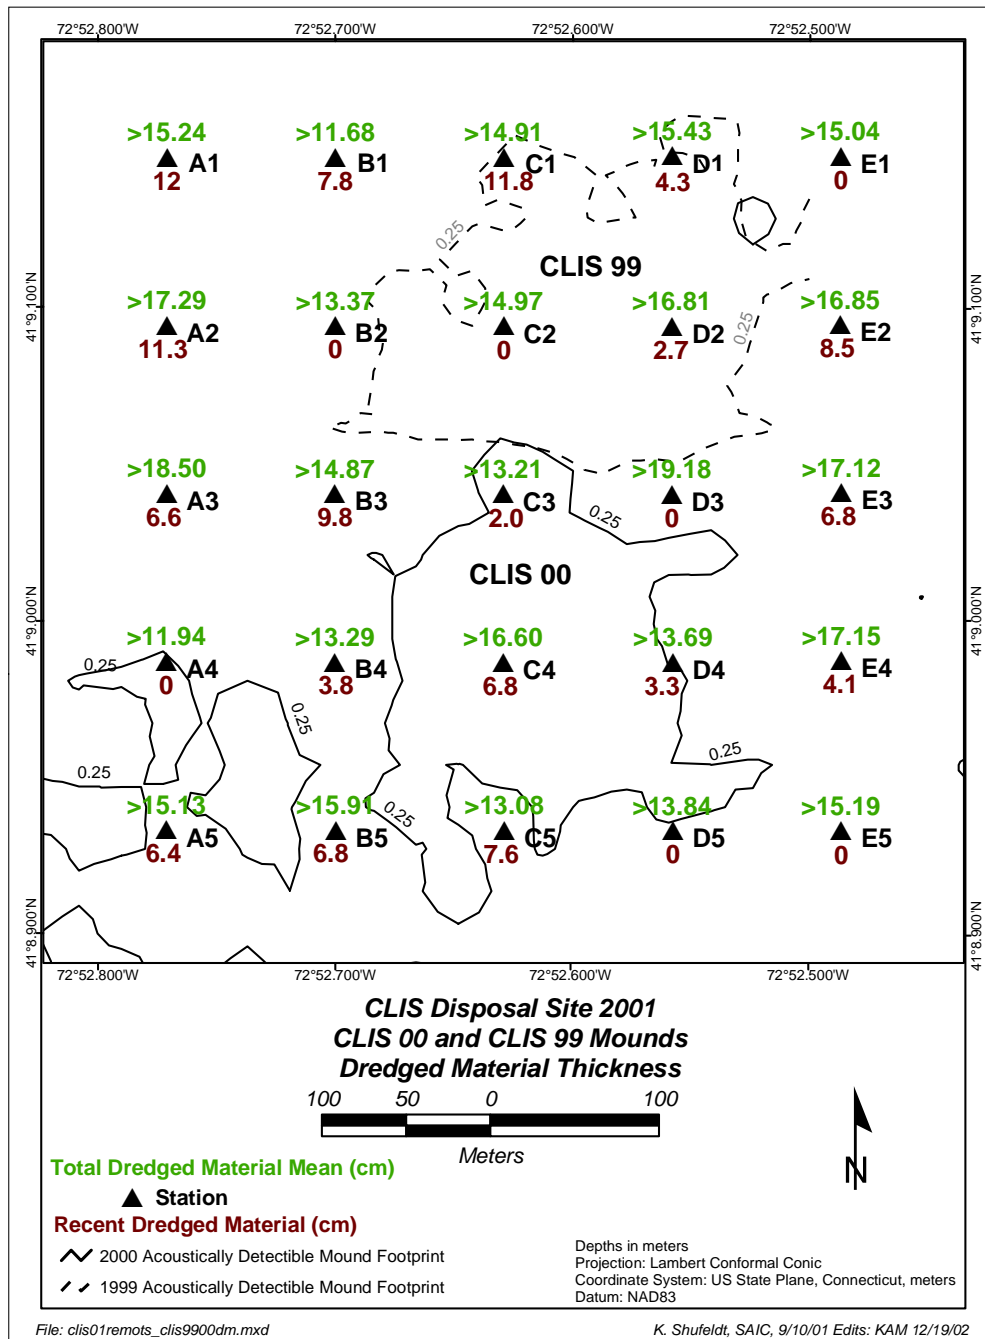 72°52.800'W 72°52.700'W 72°52.600'W 72°52.500'W
>15.24 >11.68 >14.91 >15.43 >15.04
A1 B1 C1 D1 E1
12 7.8 11.8 4.3 0
0.25
CLIS 99
41°9.100'N 41°9.100'N
>17.29 >13.37 >14.97 >16.81 >16.85
A2 B2 C2 D2 E2
0.25
11.3 0 0 2.7 8.5
>18.50 >14.87 >13.21 >19.18 >17.12
A3 B3 C3 D3 E3
6.6 9.8 2.0 0 6.8
0.25
CLIS 00
41°9.000'N 41°9.000'N
>11.94 >13.29 >16.60 >13.69 >17.15
0.25
A4 B4 C4 D4 E4
0 3.8 6.8 3.3 4.1
0.25
0.25
0.25
>15.13 >15.91 >13.08 >13.84 >15.19
0.25
A5 B5 C5 D5 E5
6.4 6.8 7.6 0 0
41°8.900'N 41°8.900'N
72°52.800'W 72°52.700'W 72°52.600'W 72°52.500'W
CLIS Disposal Site 2001
CLIS 00 and CLIS 99 Mounds
Dredged Material Thickness
100 50 0 100
Meters
N
Total Dredged Material Mean (cm)
Station
Recent Dredged Material (cm)
2000 Acoustically Detectible Mound Footprint
1999 Acoustically Detectible Mound Footprint
Depths in meters
Projection: Lambert Conformal Conic
Coordinate System: US State Plane, Connecticut, meters
Datum: NAD83
File: clis01remots_clis9900dm.mxd
K. Shufeldt, SAIC, 9/10/01 Edits: KAM 12/19/02